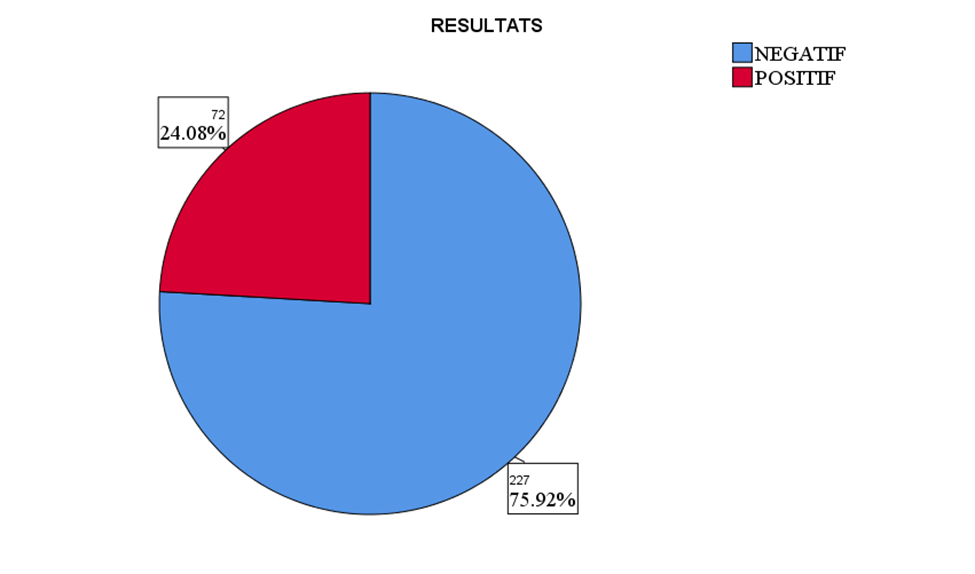 RESULTATS
NEGATIF
POSITIF
72
24.08%
227
75.92%